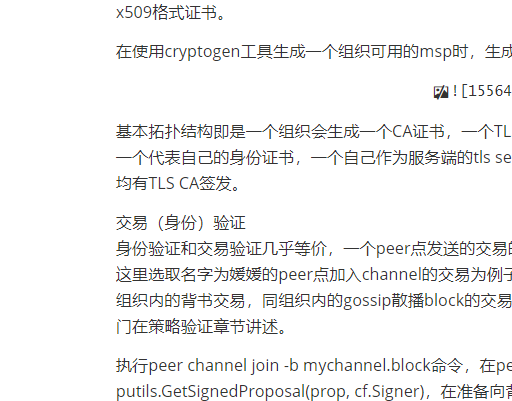 x509格式证书。
在使用cryptogen工具生成一个组织可用的msp时，生成
![15564
基本拓扑结构即是一个组织会生成一个CA证书，一个TL
一个代表自己的身份证书，一个自己作为服务端的tls se
均有TLS CA签发。
交易（身份）验证
身份验证和交易验证几乎等价，一个peer点发送的交易的
这里选取名字为媛媛的peer点加入channel的交易为例子
组织内的背书交易，同组织内的gossip散播block的交易
门在策略验证章节讲述。
执行peer channel join -b mychannel.block命令，在pe
putils.GetSignedProposal(prop, cf.Signer)，在准备向背